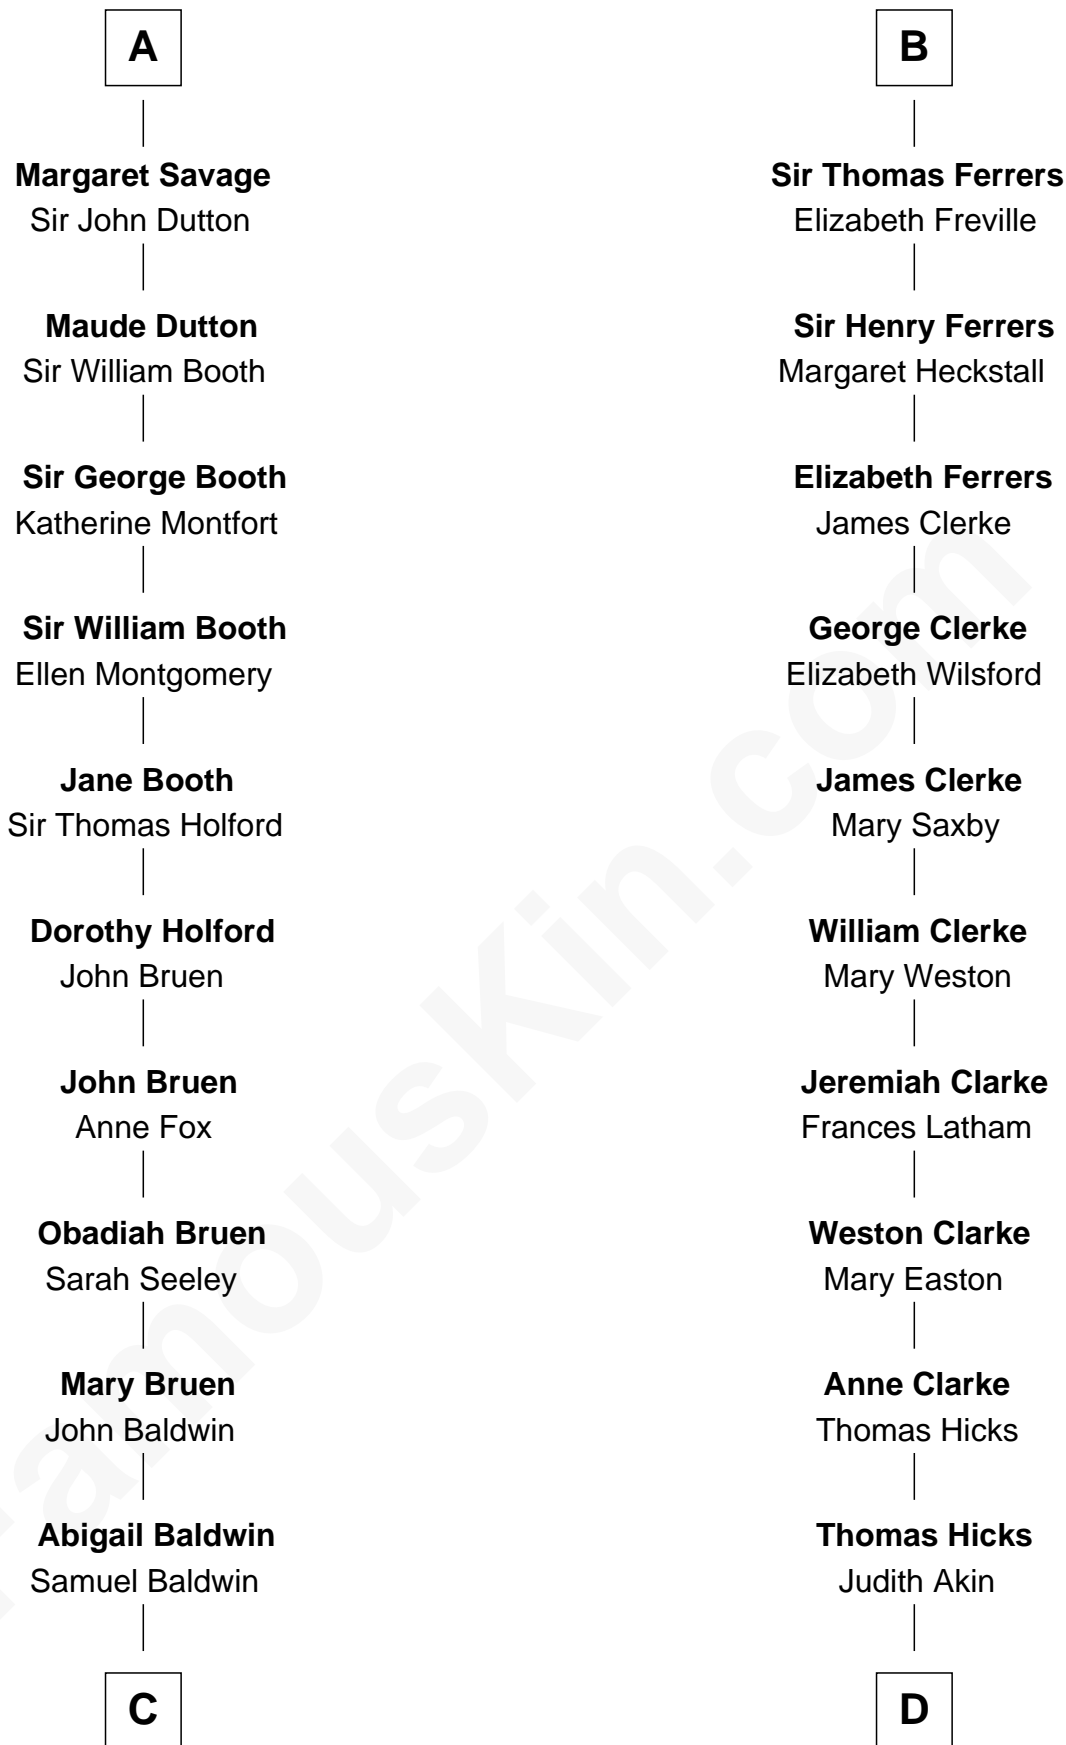 A
Margaret Savage
Sir John Dutton
Maude Dutton
Sir William Booth
Sir George Booth
Katherine Montfort
Sir William Booth
Ellen Montgomery
Jane Booth
Sir Thomas Holford
Dorothy Holford
John Bruen
John Bruen
Anne Fox
Obadiah Bruen
Sarah Seeley
Mary Bruen
John Baldwin
Abigail Baldwin
Samuel Baldwin
C
B
Sir Thomas Ferrers
Elizabeth Freville
Sir Henry Ferrers
Margaret Heckstall
Elizabeth Ferrers
James Clerke
George Clerke
Elizabeth Wilsford
James Clerke
Mary Saxby
William Clerke
Mary Weston
Jeremiah Clarke
Frances Latham
Weston Clarke
Mary Easton
Anne Clarke
Thomas Hicks
Thomas Hicks
Judith Akin
D
FamousKin.com